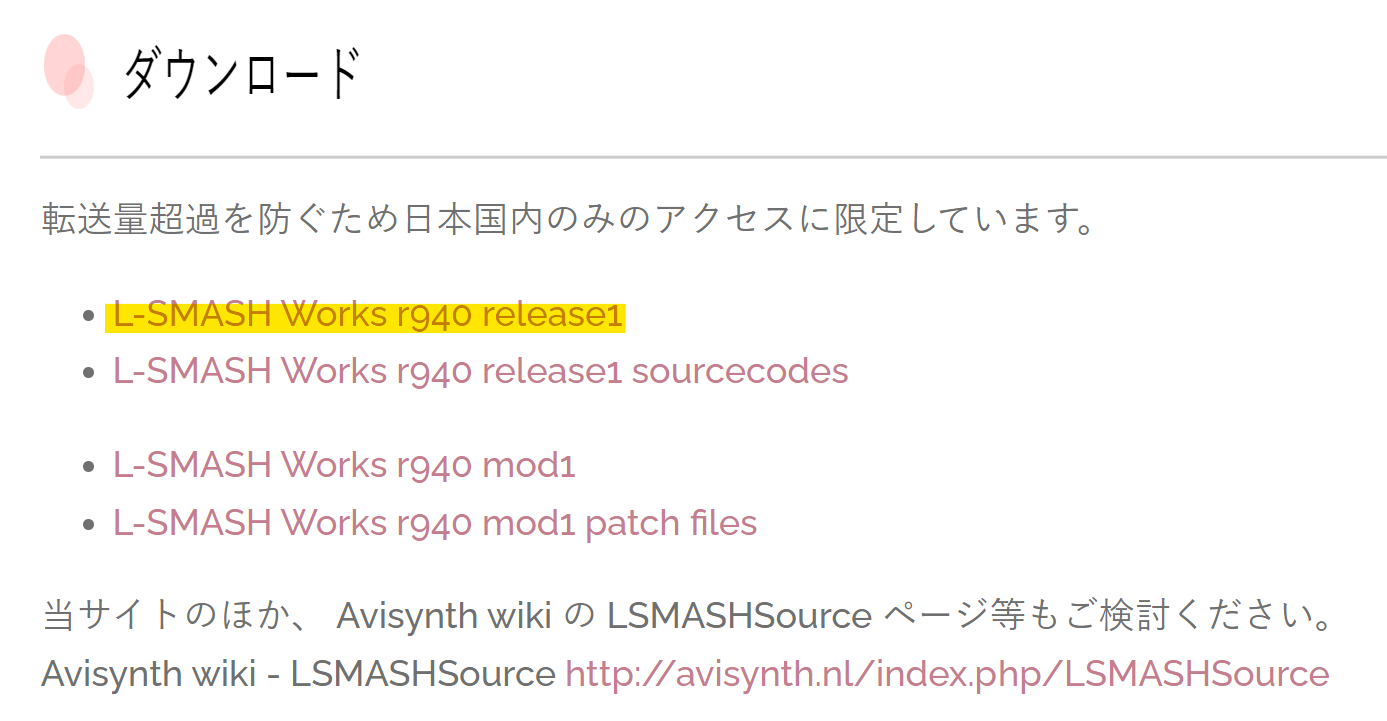 ダウンロード
転送量超過を防ぐため日本国内のみのアクセスに限定しています。
L-SMASH Works r940 release1
L-SMASH Works r940 release1 sourcecodes
L-SMASH Works r940 mod1
L-SMASH Works r940 mod1 patch files
当サイトのほか、 Avisynth wiki の LSMASHSource ページ等もご検討ください。
Avisynth wiki - LSMASHSource http://avisynth.nl/index.php/LSMASHSource